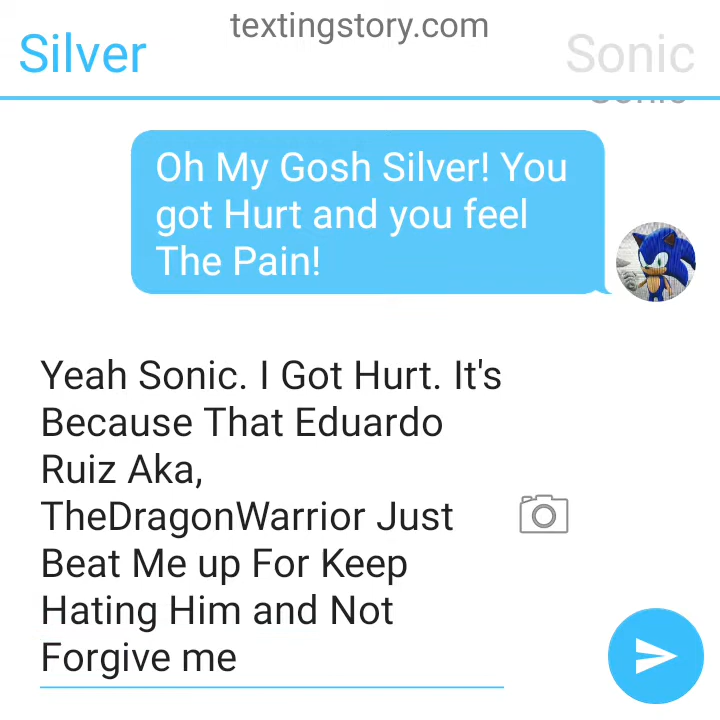 textingstory.com
Silver
Sonic
Oh My Gosh Silver! You
got Hurt and you feel
The Pain!
Yeah Sonic. I Got Hurt. It's
Because That Eduardo
Ruiz Aka,
TheDragonWarrior Just
Beat Me up For Keep
Hating Him and Not
Forgive me